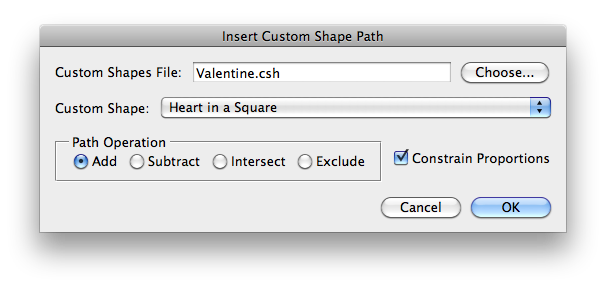 Insert Custom Shape Path
Custom Shapes File: Valentine.csh Choose...
Custom Shape: Heart in a Square
Path Operation
Add Subtract Intersect Exclude Constrain Proportions
Cancel OK